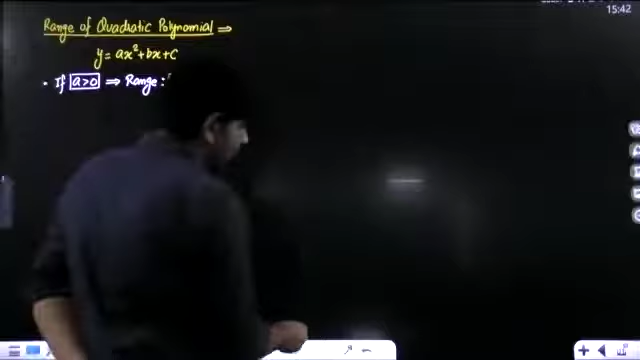 15:42
Range of Quadratic Polynomial ⇒
y = ax² + bx + c
• If a>0 ⇒ Range :